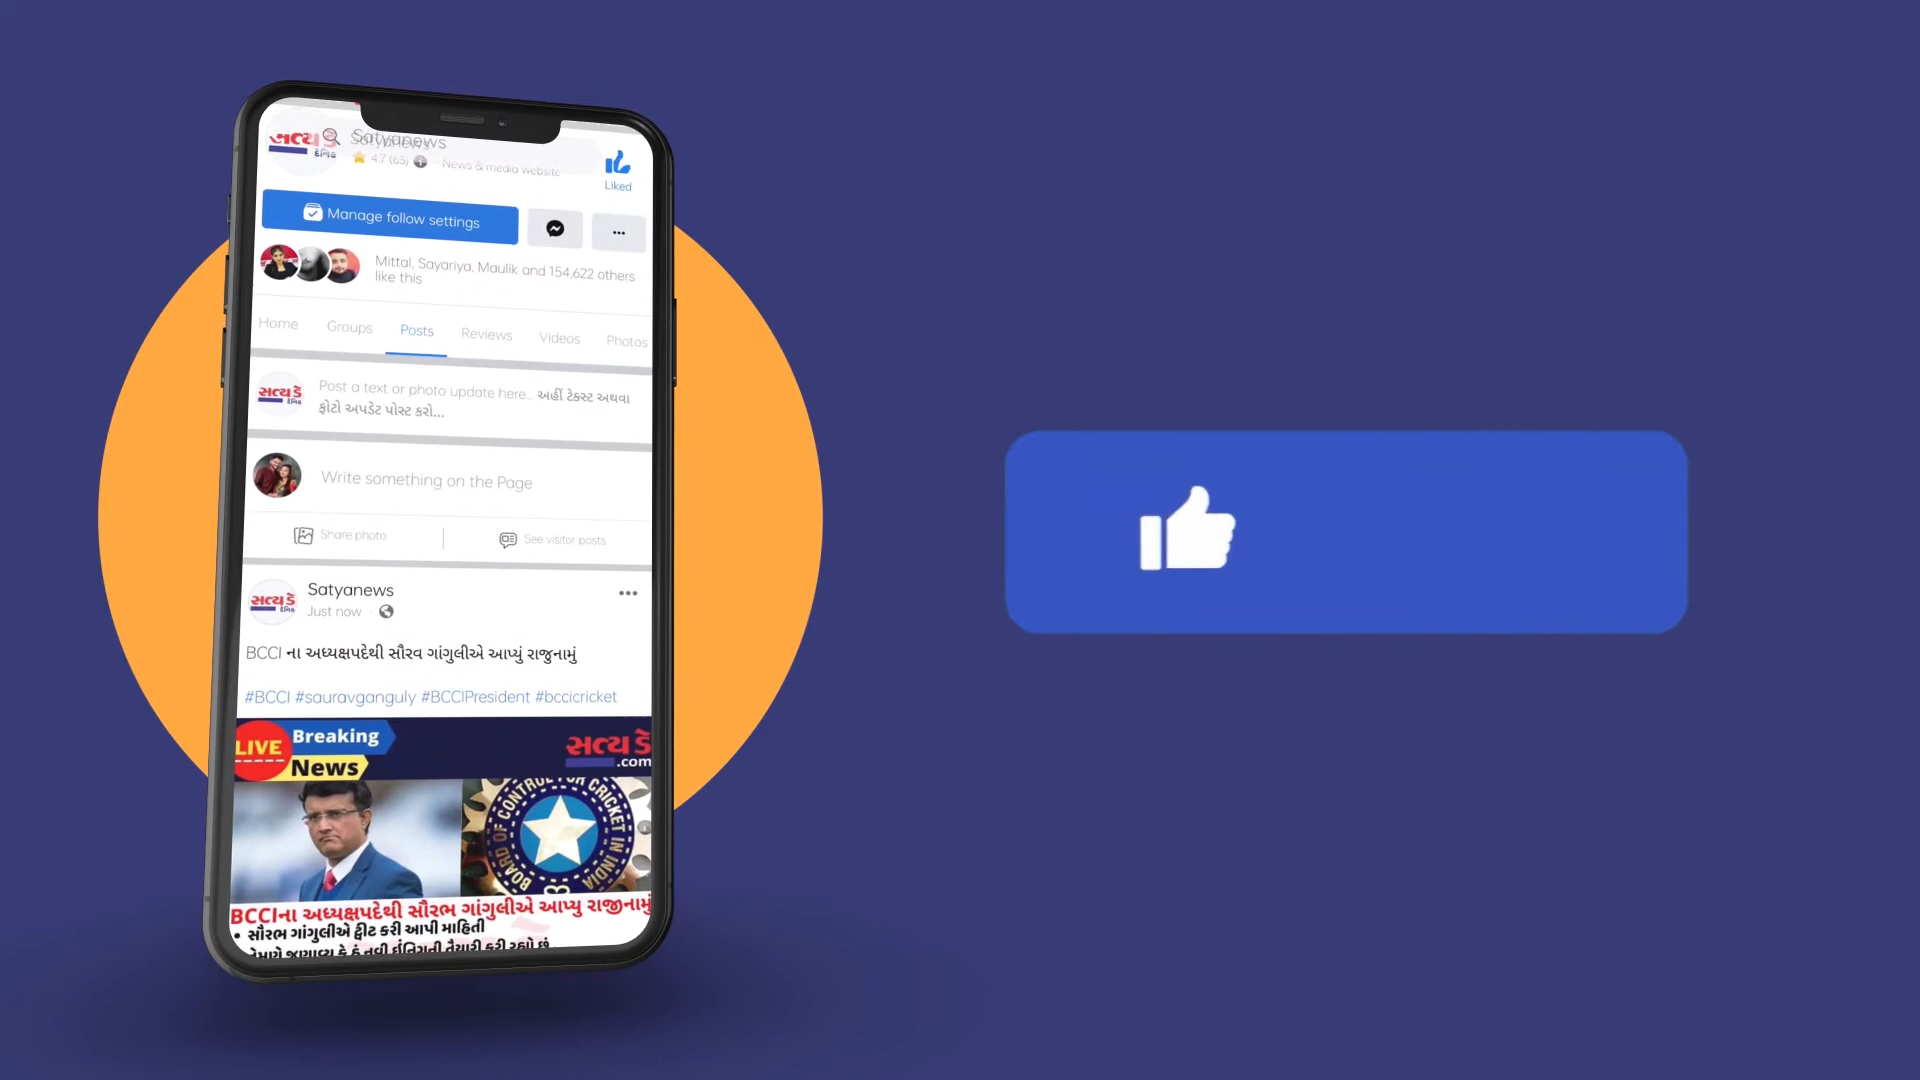 સત્ય ડે
દૈનિક
Satyanews
4.7 (63) · News & media website
Liked
Manage follow settings
Mittal, Sayariya, Maulik and 154,622 others
like this
Home Groups Posts Reviews Videos Photos
સત્ય ડે
દૈનિક
Post a text or photo update here... અહીં ટેક્સ્ટ અથવા
ફોટો અપડેટ પોસ્ટ કરો...
Write something on the Page
Share photo
See visitor posts
સત્ય ડે
દૈનિક
Satyanews
Just now ·
BCCI ના અધ્યક્ષપદેથી સૌરવ ગાંગુલીએ આપ્યું રાજુનામું
#BCCI #sauravganguly #BCCIPresident #bccicricket
LIVE
Breaking
News
સત્ય ડે
.com
BOARD OF CONTROL FOR CRICKET IN INDIA
BCCIના અધ્યક્ષપદેથી સૌરભ ગાંગુલીએ આપ્યુ રાજીનામું
• સૌરભ ગાંગુલીએ ટ્વીટ કરી આપી માહિતી